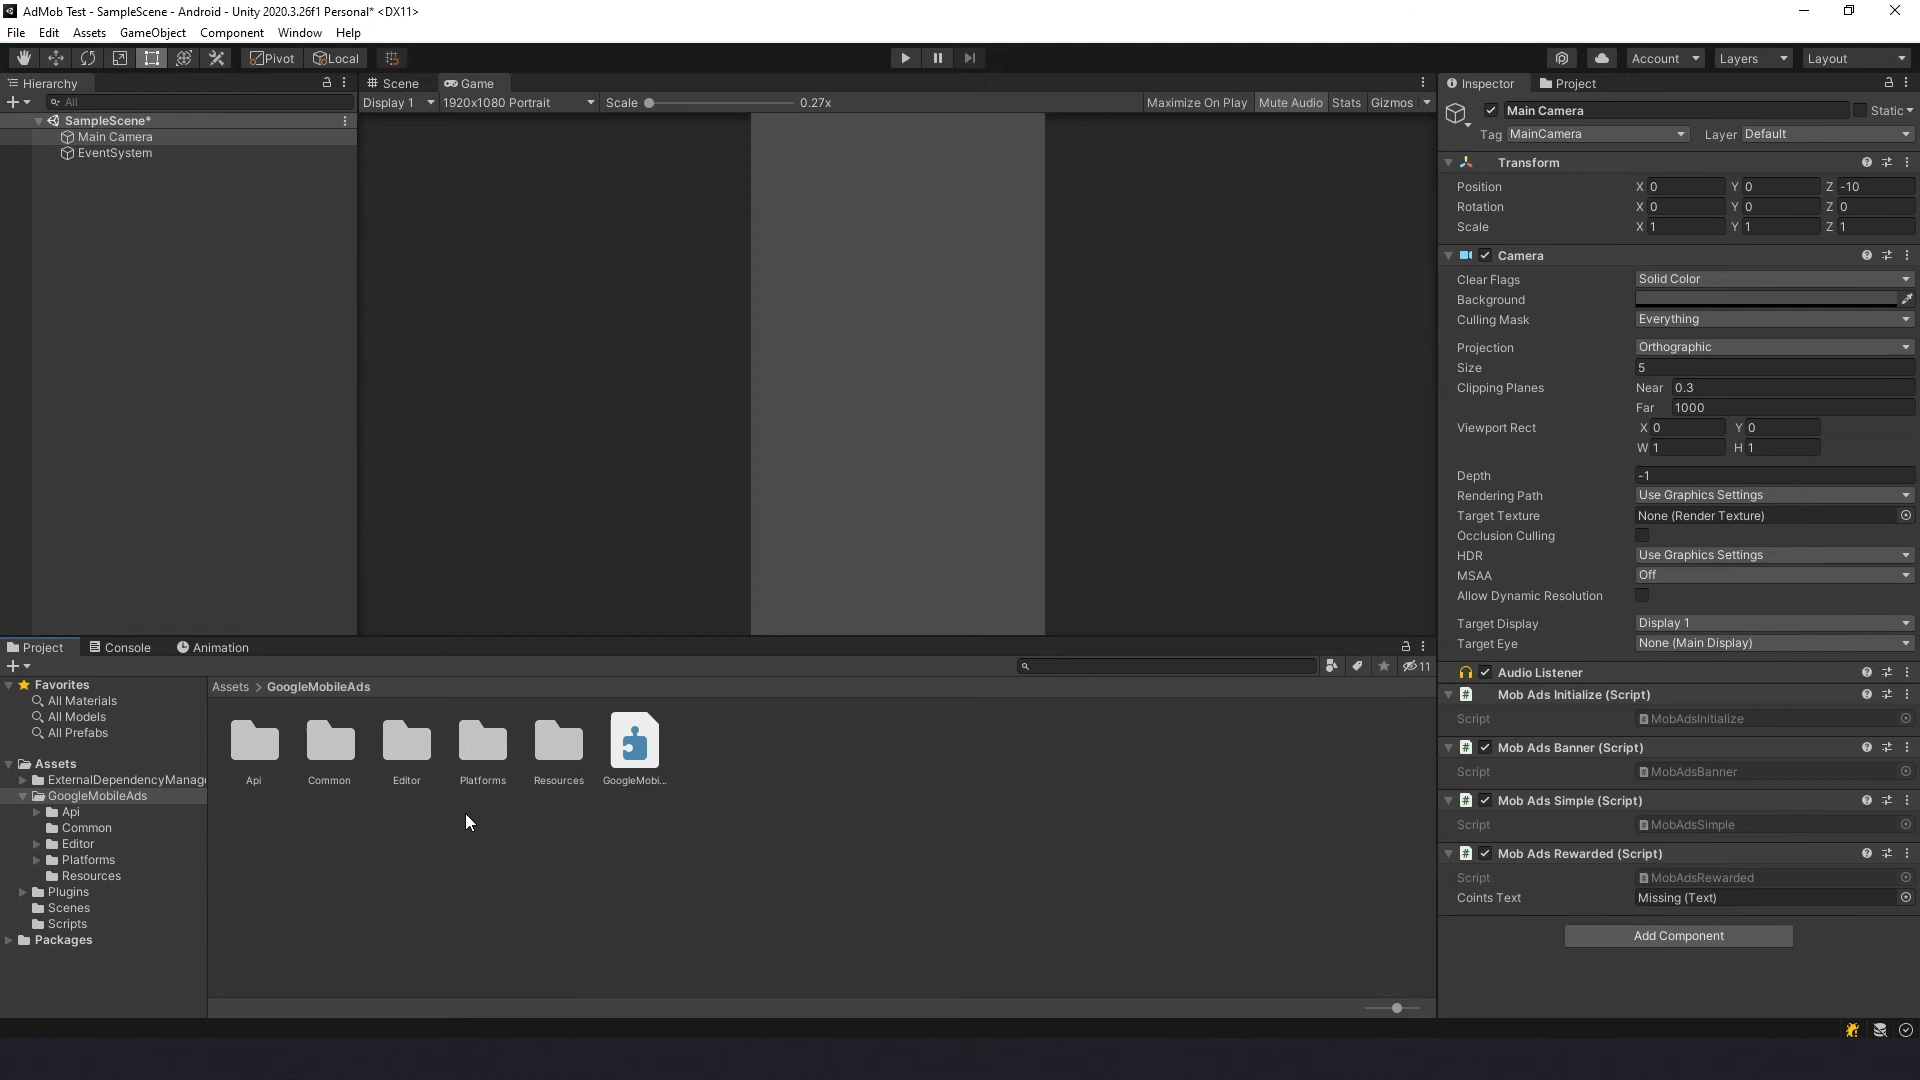 AdMob Test - SampleScene - Android - Unity 2020.3.26f1 Personal* <DX11>
File Edit Assets GameObject Component Window Help
Pivot Local Account Layers Layout
Hierarchy Scene Game Inspector Project
All Display 1 1920x1080 Portrait Scale 0.27x Maximize On Play Mute Audio Stats Gizmos
Main Camera Static
SampleScene*
Main Camera
EventSystem
Tag MainCamera Layer Default
Transform
Position X 0 Y 0 Z -10
Rotation X 0 Y 0 Z 0
Scale X 1 Y 1 Z 1
Camera
Clear Flags Solid Color
Background
Culling Mask Everything
Projection Orthographic
Size 5
Clipping Planes Near 0.3
Far 1000
Viewport Rect X 0 Y 0
W 1 H 1
Depth -1
Rendering Path Use Graphics Settings
Target Texture None (Render Texture)
Occlusion Culling
HDR Use Graphics Settings
MSAA Off
Allow Dynamic Resolution
Target Display Display 1
Target Eye None (Main Display)
Audio Listener
Mob Ads Initialize (Script)
Script MobAdsInitialize
Mob Ads Banner (Script)
Script MobAdsBanner
Mob Ads Simple (Script)
Script MobAdsSimple
Mob Ads Rewarded (Script)
Script MobAdsRewarded
Coints Text Missing (Text)
Add Component
Project Console Animation
11
Favorites
All Materials
All Models
All Prefabs
Assets
ExternalDependencyManage
GoogleMobileAds
Api
Common
Editor
Platforms
Resources
Plugins
Scenes
Scripts
Packages
Assets > GoogleMobileAds
Api Common Editor Platforms Resources GoogleMobi...